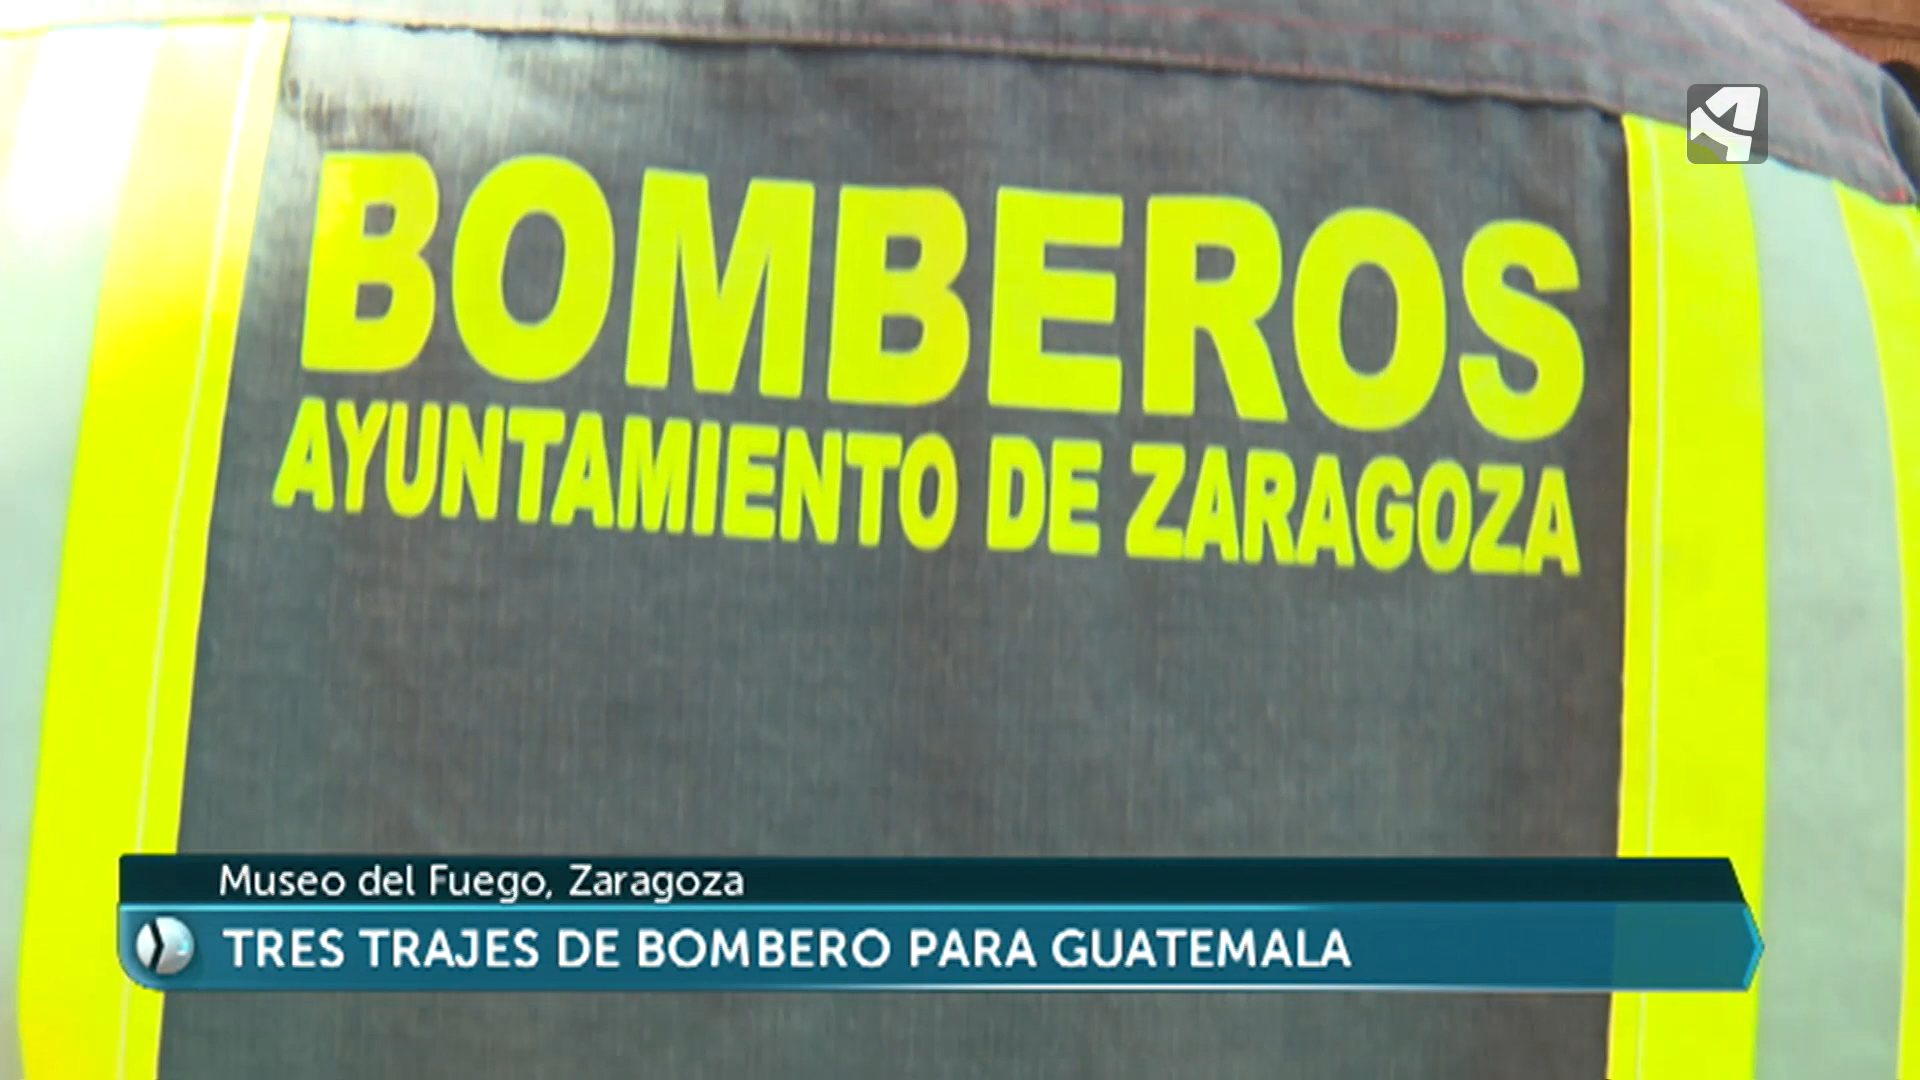 BOMBEROS
AYUNTAMIENTO DE ZARAGOZA
Museo del Fuego, Zaragoza
TRES TRAJES DE BOMBERO PARA GUATEMALA